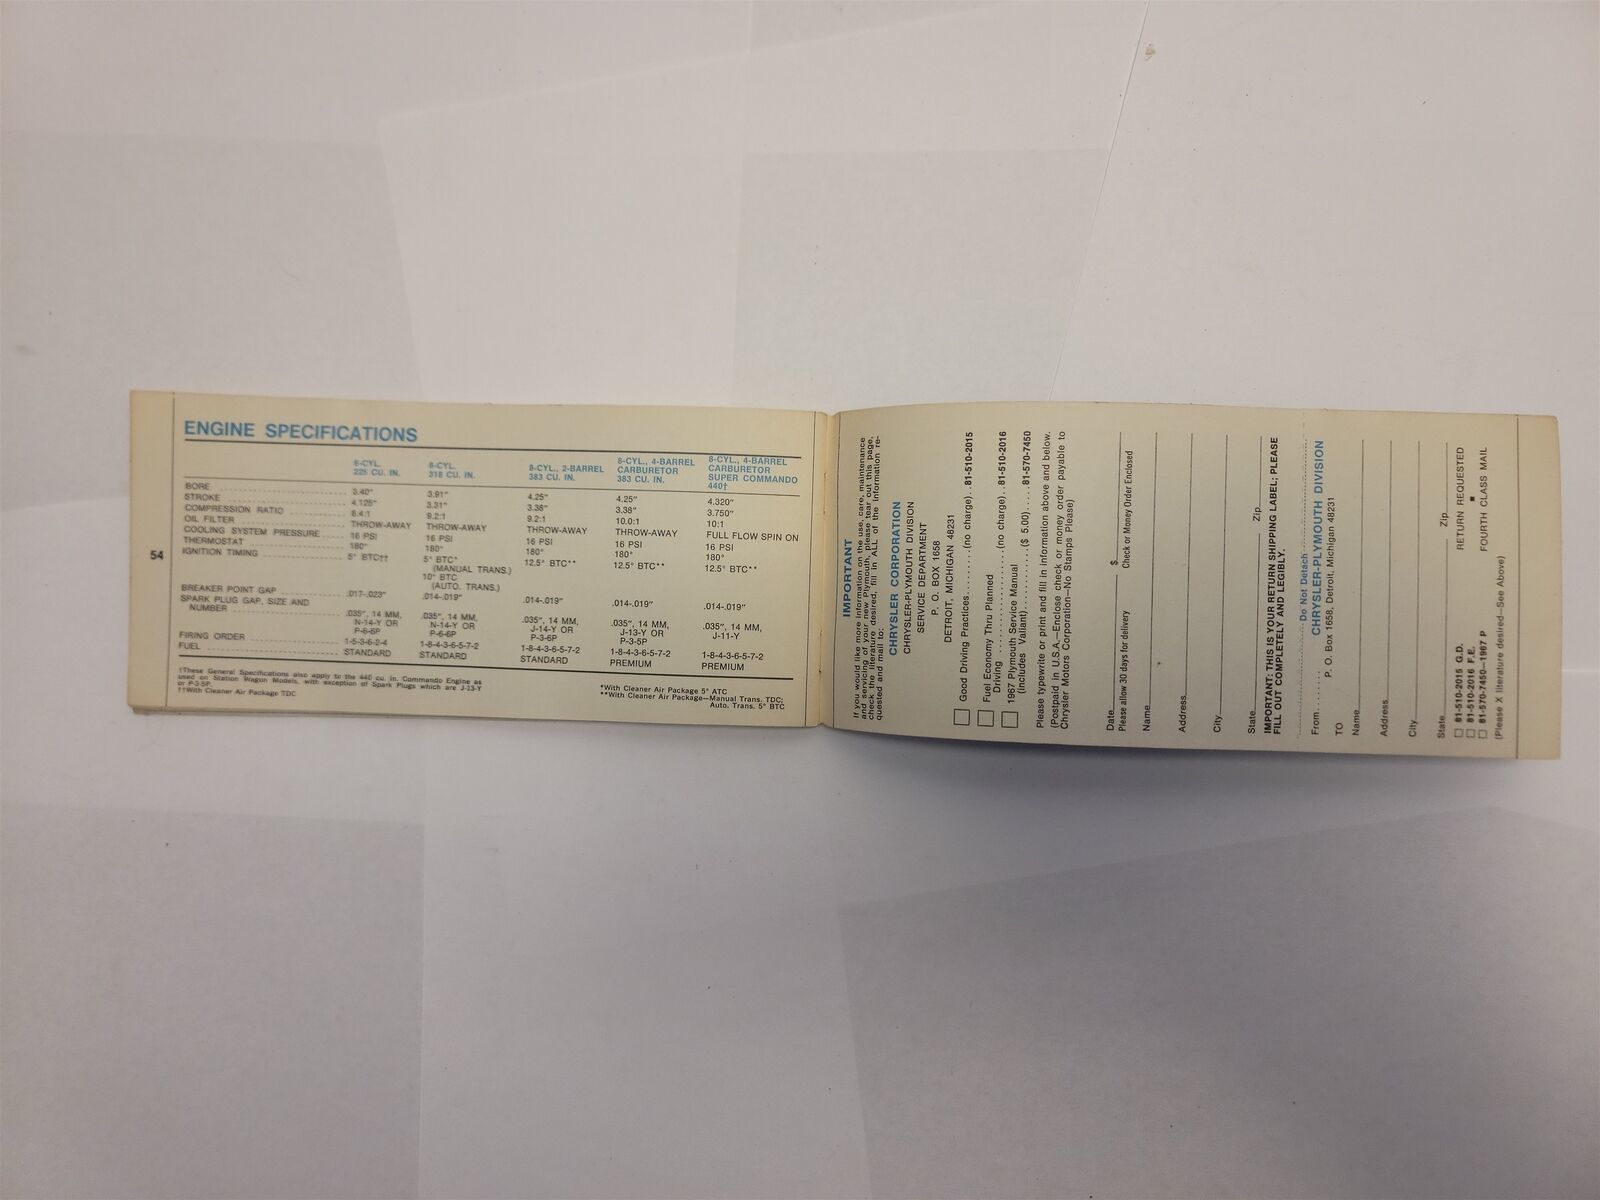 ENGINE SPECIFICATIONS
6-CYL. 225 CU. IN. 8-CYL. 318 CU. IN. 8-CYL., 2-BARREL 383 CU. IN. 8-CYL., 4-BARREL CARBURETOR 383 CU. IN. 8-CYL., 4-BARREL CARBURETOR SUPER COMMANDO 440†
BORE 3.40" 3.91" 4.25" 4.25" 4.320"
STROKE 4.125" 3.31" 3.38" 3.38" 3.750"
COMPRESSION RATIO 8.4:1 9.2:1 9.2:1 10.0:1 10:1
OIL FILTER THROW-AWAY THROW-AWAY THROW-AWAY THROW-AWAY FULL FLOW SPIN ON
COOLING SYSTEM PRESSURE 16 PSI 16 PSI 16 PSI 16 PSI 16 PSI
THERMOSTAT 180° 180° 180° 180° 180°
IGNITION TIMING 5° BTC†† 5° BTC* (MANUAL TRANS.) 10° BTC (AUTO. TRANS.) 12.5° BTC** 12.5° BTC** 12.5° BTC**
BREAKER POINT GAP .017-.023" .014-.019" .014-.019" .014-.019" .014-.019"
SPARK PLUG GAP, SIZE AND NUMBER .035", 14 MM, N-14-Y OR P-6-6P .035", 14 MM, N-14-Y OR P-6-6P .035", 14 MM, J-14-Y OR P-3-6P .035", 14 MM, J-13-Y OR P-3-5P .035", 14 MM, J-11-Y
FIRING ORDER 1-5-3-6-2-4 1-8-4-3-6-5-7-2 1-8-4-3-6-5-7-2 1-8-4-3-6-5-7-2 1-8-4-3-6-5-7-2
FUEL STANDARD STANDARD STANDARD PREMIUM PREMIUM
†These General Specifications also apply to the 440 cu. in. Commando Engine as
used on Station Wagon Models, with exception of Spark Plugs which are J-13-Y
or P-3-5P.
††With Cleaner Air Package TDC
*With Cleaner Air Package 5° ATC
**With Cleaner Air Package—Manual Trans. TDC;
Auto. Trans. 5° BTC
54
IMPORTANT
If you would like more information on the use, care, maintenance
and servicing of your new Plymouth, please tear out this page,
check the literature desired, fill in ALL of the information re-
quested and mail to:
CHRYSLER CORPORATION
CHRYSLER-PLYMOUTH DIVISION
SERVICE DEPARTMENT
P. O. BOX 1658
DETROIT, MICHIGAN 48231
Good Driving Practices........(no charge)..81-510-2015
Fuel Economy Thru Planned
Driving ....................(no charge)..81-510-2016
1967 Plymouth Service Manual
(includes Valiant)...........($ 5.00).....81-570-7450
Please typewrite or print and fill in information above and below.
(Postpaid in U.S.A.—Enclose check or money order payable to
Chrysler Motors Corporation—No Stamps Please)
Date $
Please allow 30 days for delivery Check or Money Order Enclosed
Name
Address
City
State Zip
IMPORTANT: THIS IS YOUR RETURN SHIPPING LABEL; PLEASE
FILL OUT COMPLETELY AND LEGIBLY.
Do Not Detach
From........ CHRYSLER-PLYMOUTH DIVISION
P. O. Box 1658, Detroit, Michigan 48231
TO
Name
Address
City
State Zip
81-510-2015 G.D. RETURN REQUESTED
81-510-2016 F.E.
81-570-7450—1967 P FOURTH CLASS MAIL
(Please X literature desired—See Above)